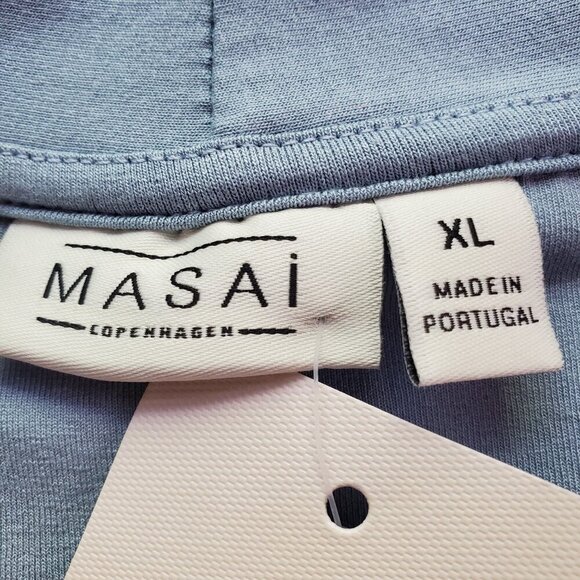 MASAi
COPENHAGEN
XL
MADE IN
PORTUGAL